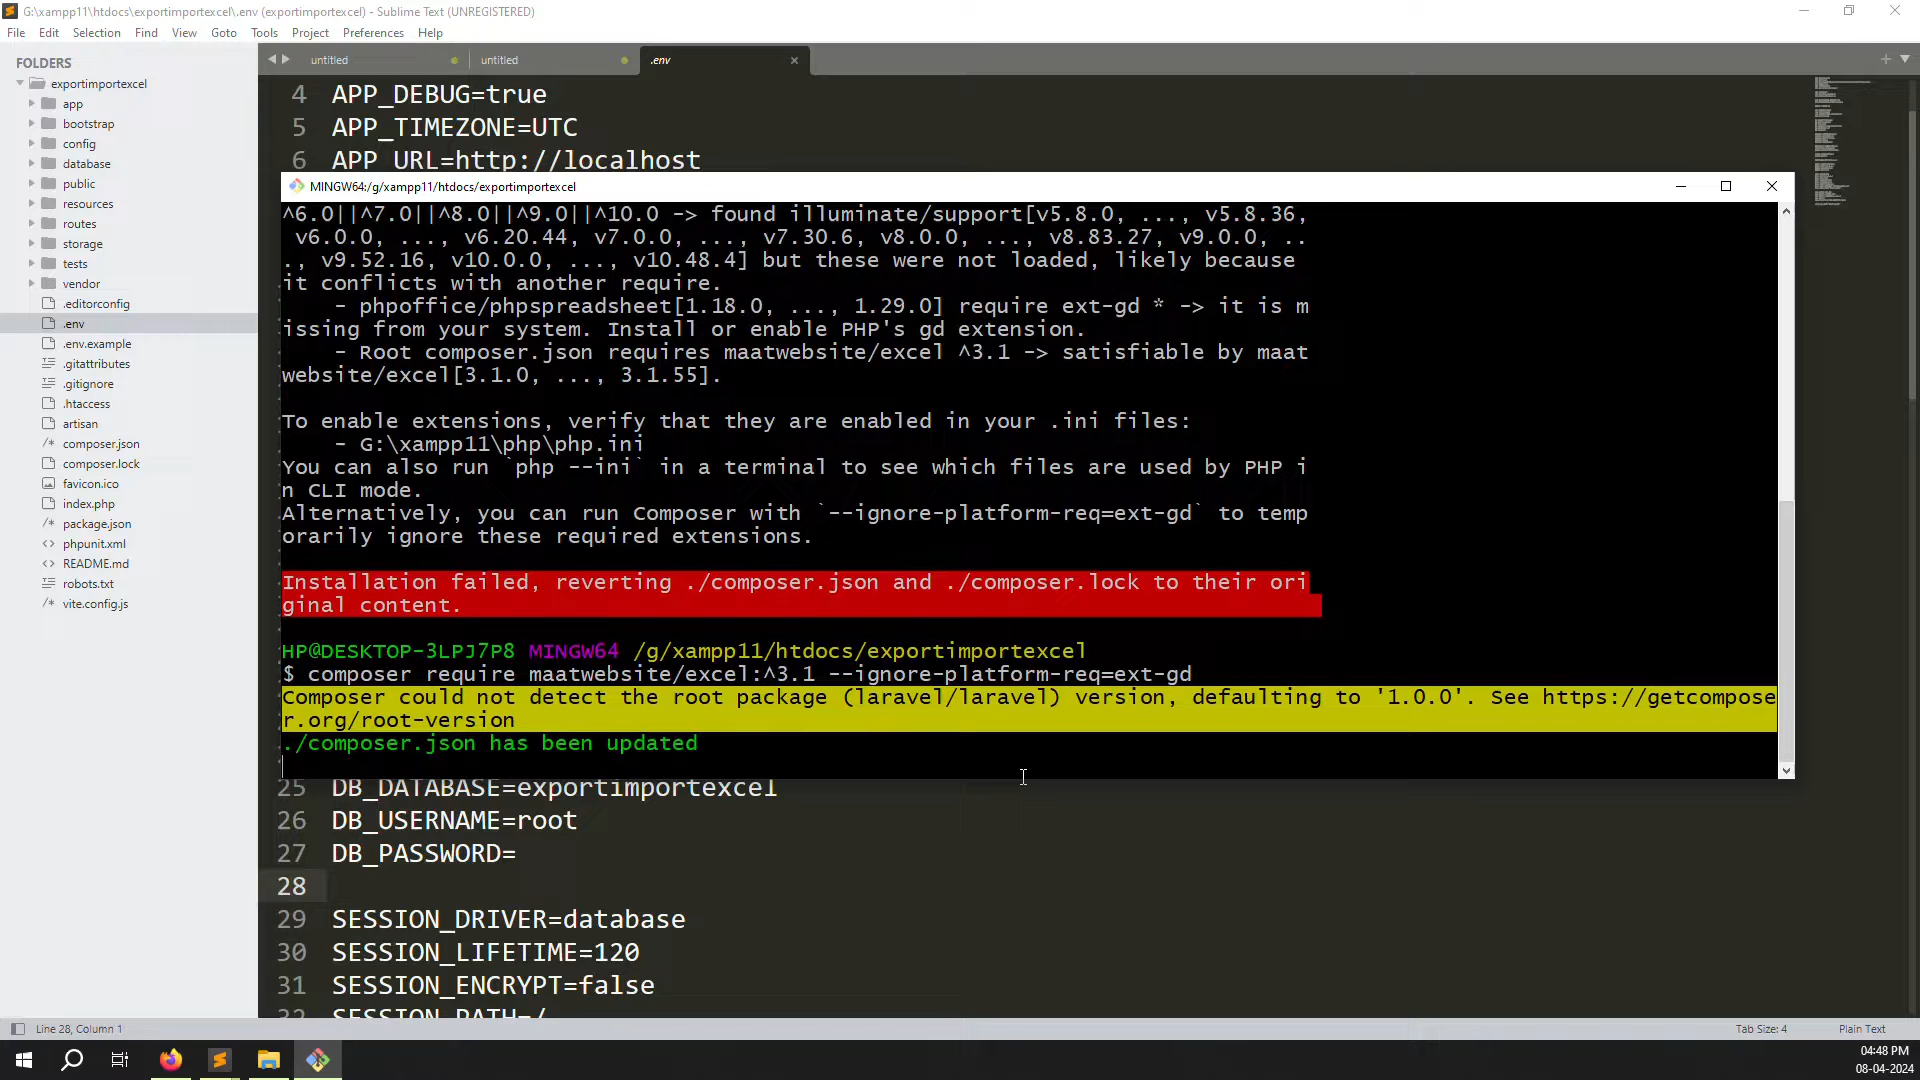 G:\xampp11\htdocs\exportimportexcel\.env (exportimportexcel) - Sublime Text (UNREGISTERED)
File Edit Selection Find View Goto Tools Project Preferences Help
FOLDERS
exportimportexcel
app
bootstrap
config
database
public
resources
routes
storage
tests
vendor
.editorconfig
.env
.env.example
.gitattributes
.gitignore
.htaccess
artisan
composer.json
composer.lock
favicon.ico
index.php
package.json
phpunit.xml
README.md
robots.txt
vite.config.js
untitled untitled .env
4 APP_DEBUG=true
5 APP_TIMEZONE=UTC
6 APP_URL=http://localhost
MINGW64:/g/xampp11/htdocs/exportimportexcel
^6.0||^7.0||^8.0||^9.0||^10.0 -> found illuminate/support[v5.8.0, ..., v5.8.36,
v6.0.0, ..., v6.20.44, v7.0.0, ..., v7.30.6, v8.0.0, ..., v8.83.27, v9.0.0, ..
., v9.52.16, v10.0.0, ..., v10.48.4] but these were not loaded, likely because
it conflicts with another require.
- phpoffice/phpspreadsheet[1.18.0, ..., 1.29.0] require ext-gd * -> it is m
issing from your system. Install or enable PHP's gd extension.
- Root composer.json requires maatwebsite/excel ^3.1 -> satisfiable by maat
website/excel[3.1.0, ..., 3.1.55].
To enable extensions, verify that they are enabled in your .ini files:
- G:\xampp11\php\php.ini
You can also run `php --ini` in a terminal to see which files are used by PHP i
n CLI mode.
Alternatively, you can run Composer with `--ignore-platform-req=ext-gd` to temp
orarily ignore these required extensions.
Installation failed, reverting ./composer.json and ./composer.lock to their ori
ginal content.
HP@DESKTOP-3LPJ7P8 MINGW64 /g/xampp11/htdocs/exportimportexcel
$ composer require maatwebsite/excel:^3.1 --ignore-platform-req=ext-gd
Composer could not detect the root package (laravel/laravel) version, defaulting to '1.0.0'. See https://getcompose
r.org/root-version
./composer.json has been updated
25 DB_DATABASE=exportimportexcel
26 DB_USERNAME=root
27 DB_PASSWORD=
28
29 SESSION_DRIVER=database
30 SESSION_LIFETIME=120
31 SESSION_ENCRYPT=false
32 SESSION_PATH=/
Line 28, Column 1
Tab Size: 4 Plain Text
04:48 PM
08-04-2024